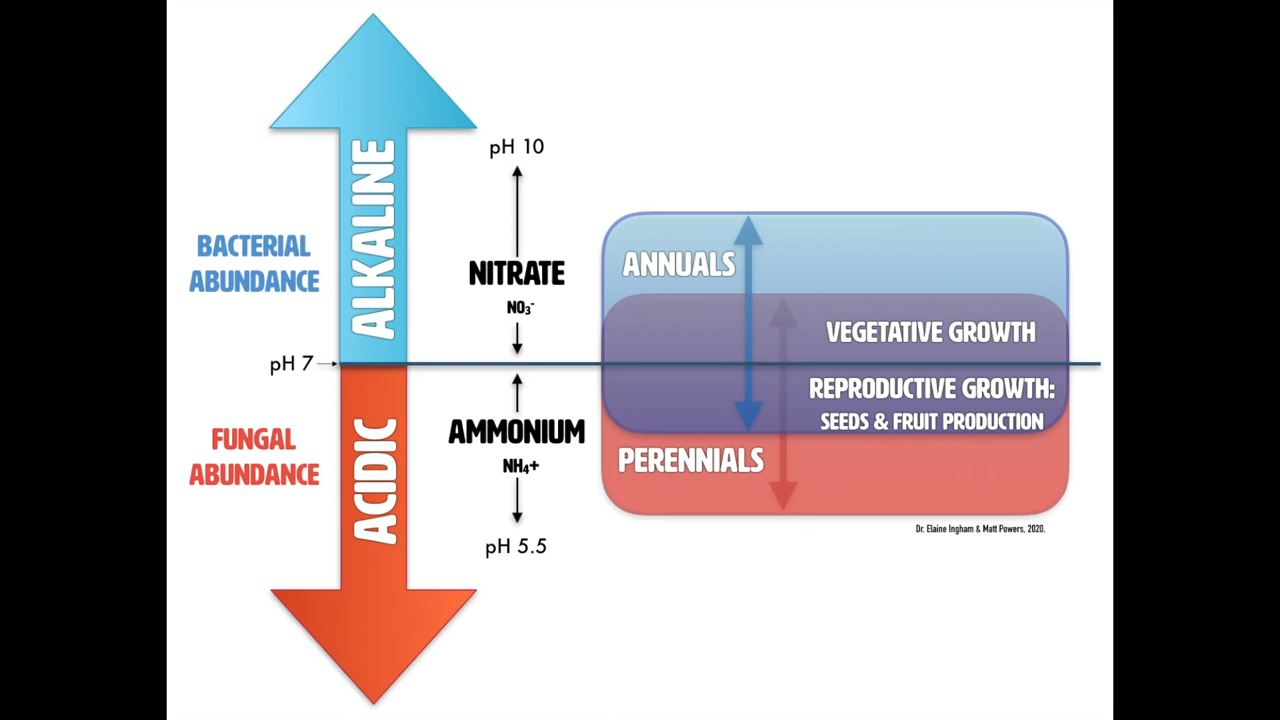 ALKALINE
ACIDIC
BACTERIAL
ABUNDANCE
pH 7
FUNGAL
ABUNDANCE
pH 10
NITRATE
NO₃⁻
AMMONIUM
NH₄+
pH 5.5
ANNUALS
VEGETATIVE GROWTH
REPRODUCTIVE GROWTH:
SEEDS & FRUIT PRODUCTION
PERENNIALS
Dr. Elaine Ingham & Matt Powers, 2020.